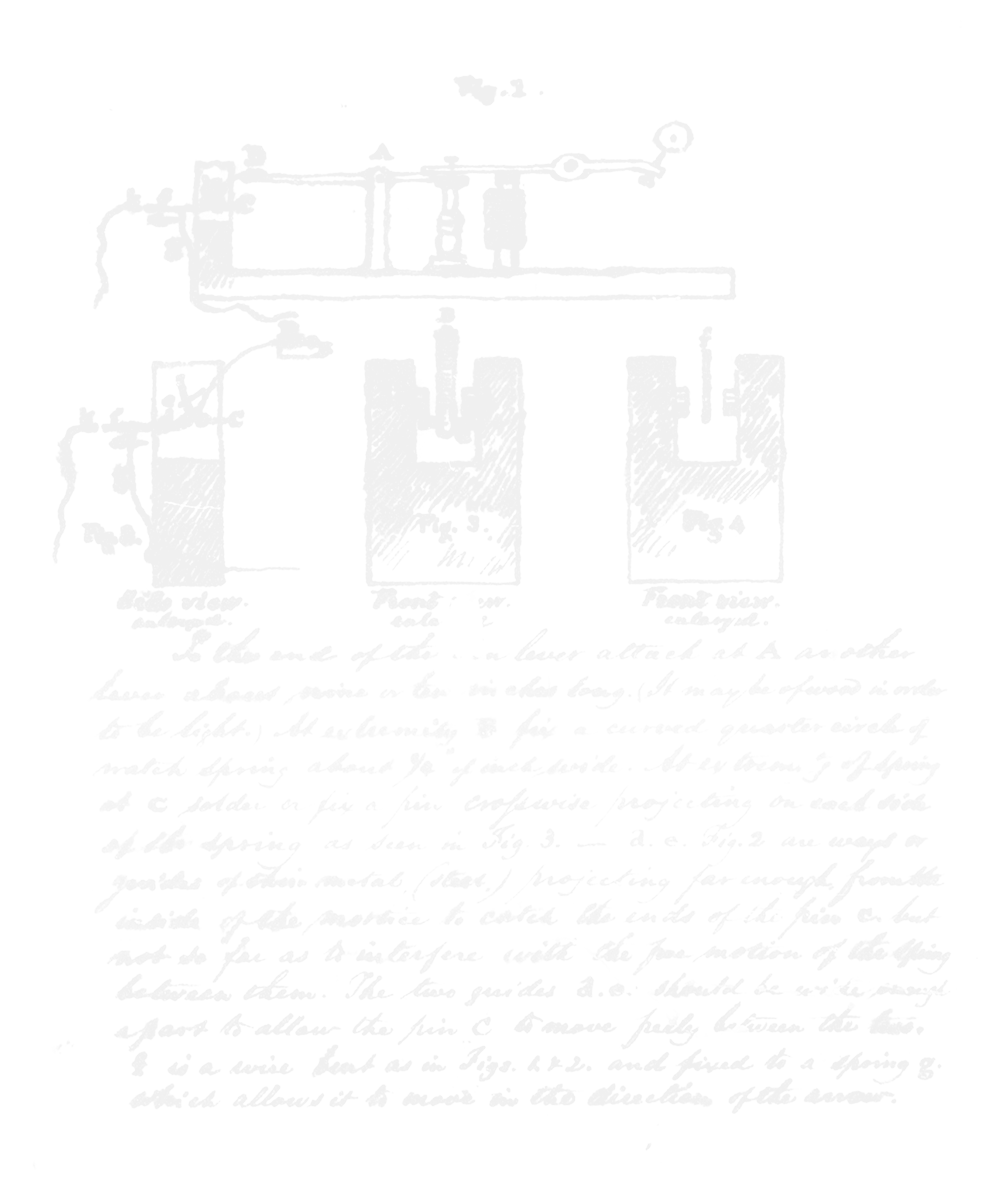 Fig. 1.
A
B
k
c
g
B
f
k
c
g
Fig 2.
Fig. 3.
Fig 4
Side view.
enlarged.
Front
Front view.
enlarged.
To the end of the lever attach at A another
lever about nine or ten inches long. (It may be of wood in order
to be light.) At extremity B fix a curved quarter circle of
watch spring about 1/4 of inch wide. At extremity of spring
at c solder or fix a pin crosswise projecting on each side
of the spring as seen in Fig 3. — d. e. Fig. 2 are ways or
guides of thin metal (steel) projecting far enough from the
inside of the mortice to catch the ends of the pin c. but
not so far as to interfere with the free motion of the spring
between them. The two guides d. e. should be wide enough
apart to allow the pin C to move freely between the two.
f is a wire bent as in Figs. 1 & 2. and fixed to a spring g.
which allows it to move in the direction of the arrow.